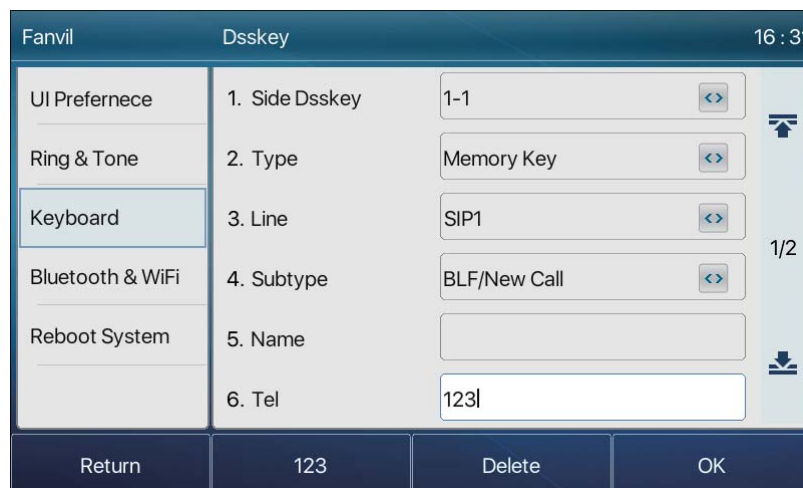 Fanvil Dsskey 16 : 3
UI Prefernece
Ring & Tone
Keyboard
Bluetooth & WiFi
Reboot System
1. Side Dsskey 1-1
2. Type Memory Key
3. Line SIP1
4. Subtype BLF/New Call
5. Name
6. Tel 123
1/2
Return 123 Delete OK